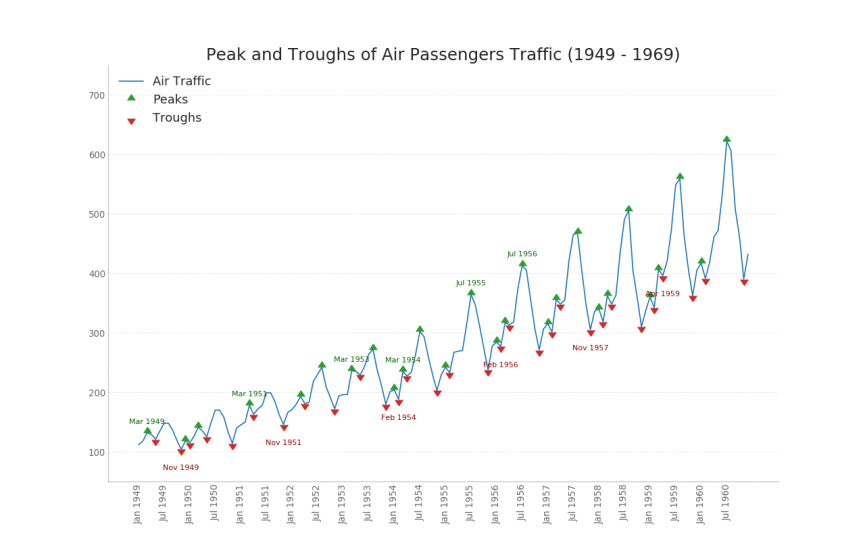 Peak and Troughs of Air Passengers Traffic (1949 - 1969)
Air Traffic
Peaks
Troughs
700
600
500
400
300
200
100
Jul 1956
Jul 1955
Apr 1959
Nov 1957
Feb 1956
Mar 1953
Mar 1954
Mar 1951
Feb 1954
Mar 1949
Nov 1951
Nov 1949
Jan 1949
Jul 1949
Jan 1950
Jul 1950
Jan 1951
Jul 1951
Jan 1952
Jul 1952
Jan 1953
Jul 1953
Jan 1954
Jul 1954
Jan 1955
Jul 1955
Jan 1956
Jul 1956
Jan 1957
Jul 1957
Jan 1958
Jul 1958
Jan 1959
Jul 1959
Jan 1960
Jul 1960